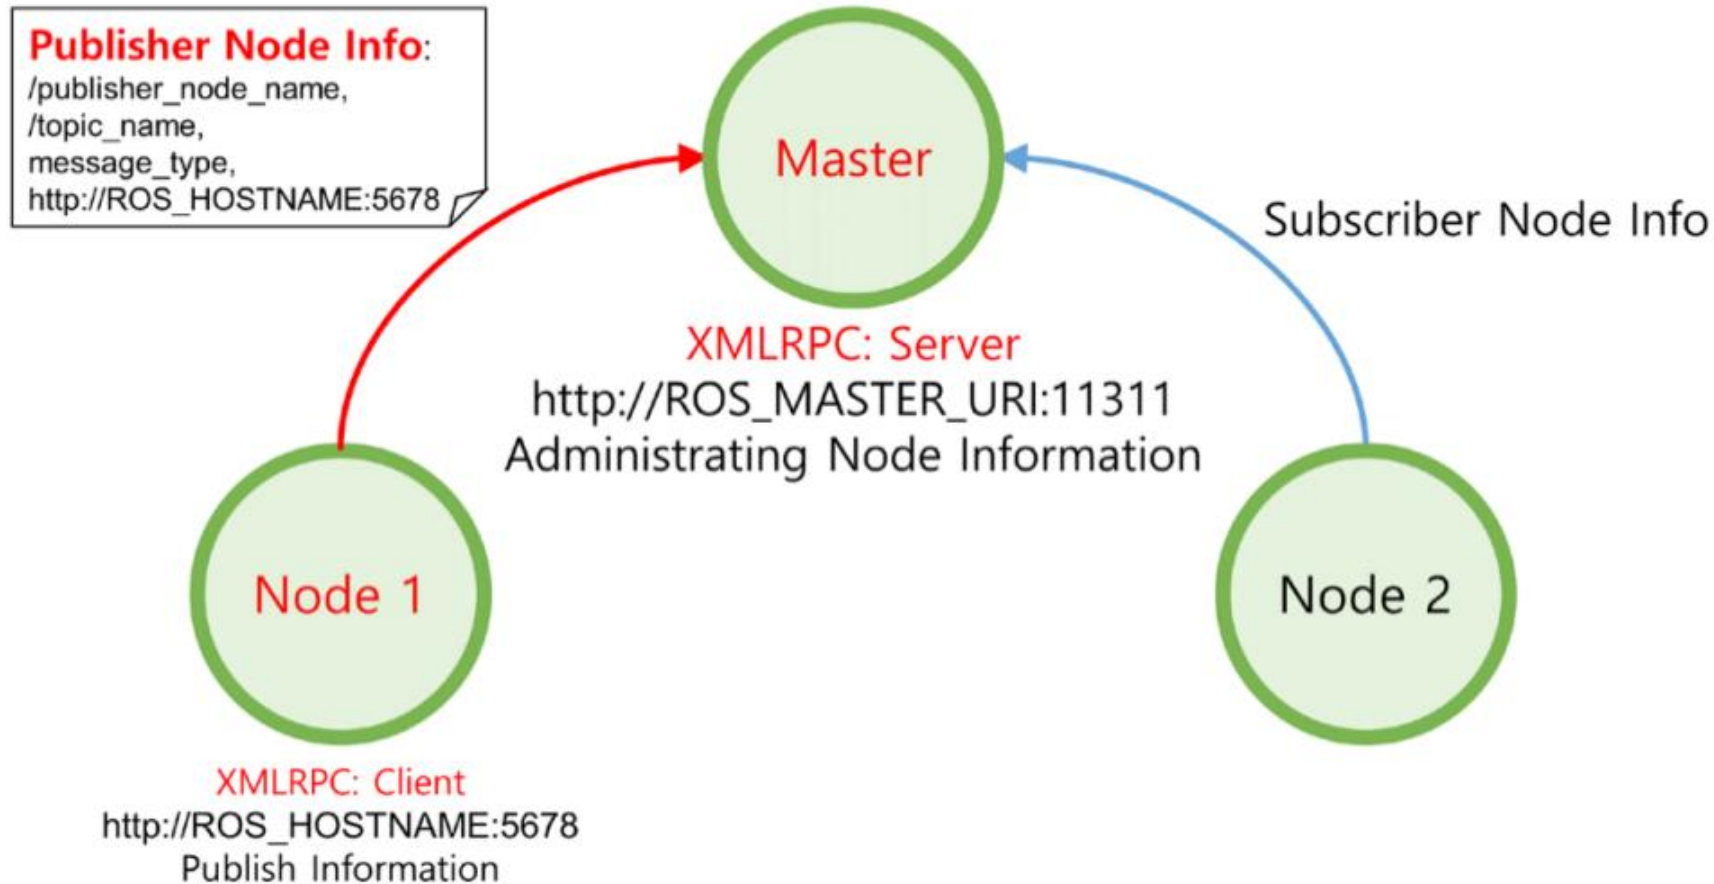 Publisher Node Info:
/publisher_node_name,
/topic_name,
message_type,
http://ROS_HOSTNAME:5678
Master
Subscriber Node Info
XMLRPC: Server
http://ROS_MASTER_URI:11311
Administrating Node Information
Node 1
Node 2
XMLRPC: Client
http://ROS_HOSTNAME:5678
Publish Information